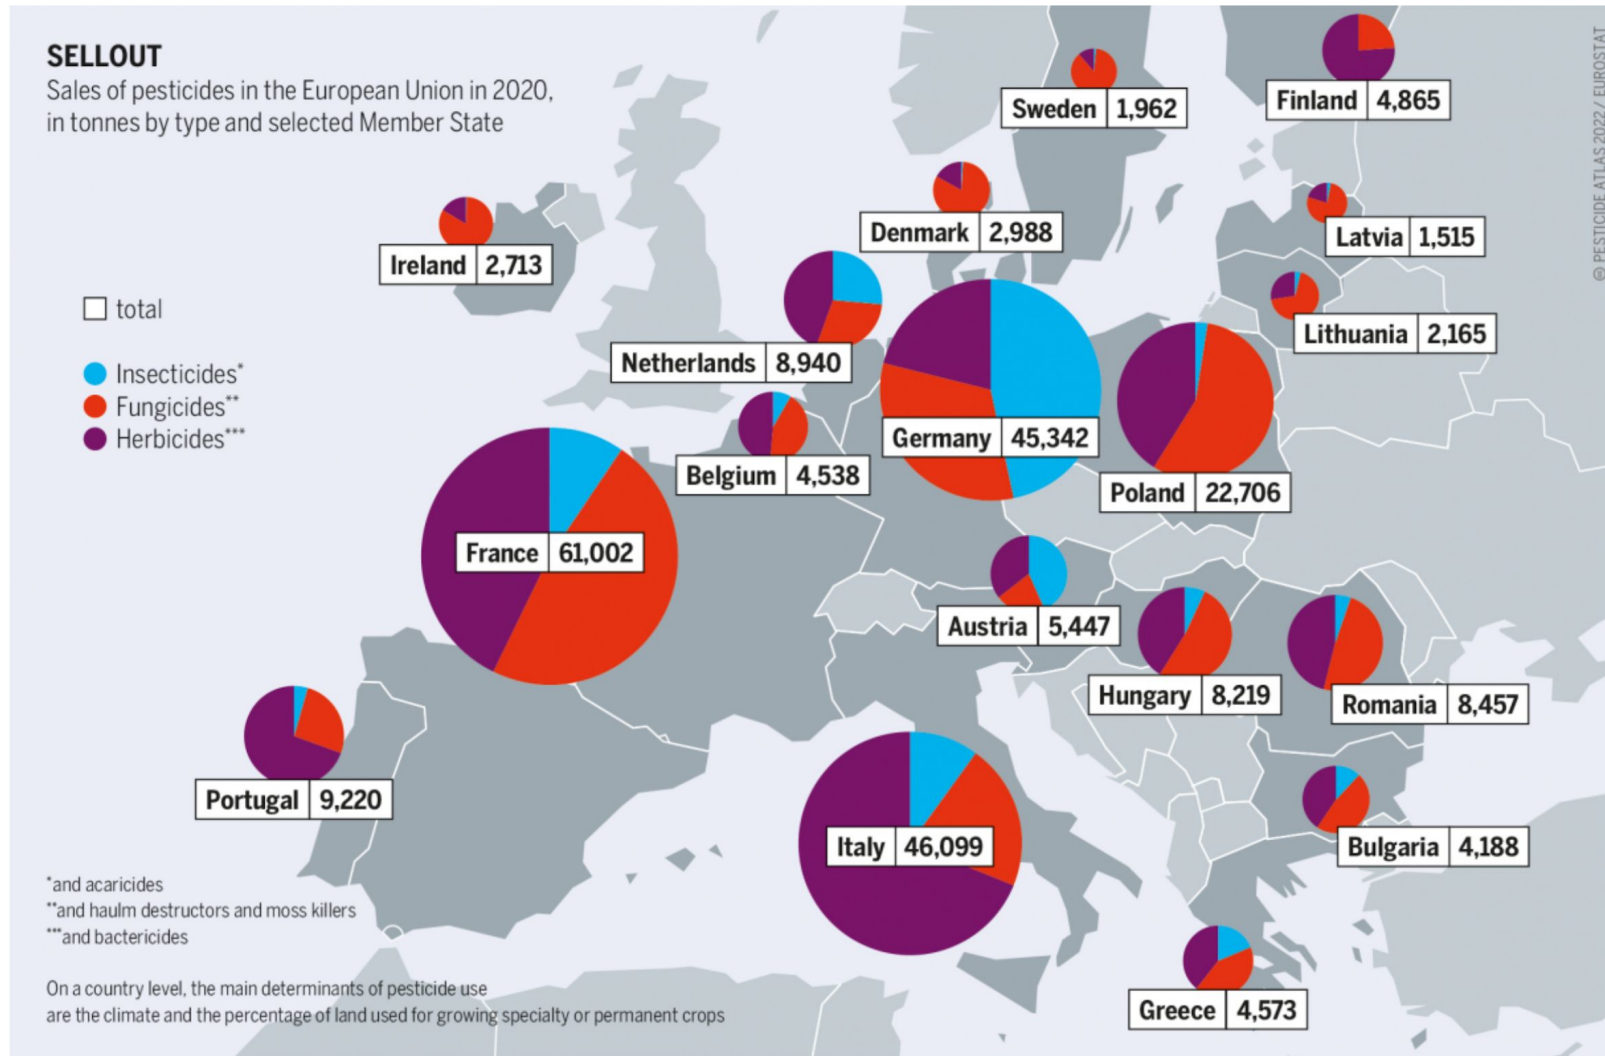 SELLOUT
Sales of pesticides in the European Union in 2020,
in tonnes by type and selected Member State
total
Insecticides*
Fungicides**
Herbicides***
Sweden 1,962
Finland 4,865
Ireland 2,713
Denmark 2,988
Latvia 1,515
Netherlands 8,940
Lithuania 2,165
Germany 45,342
Belgium 4,538
Poland 22,706
France 61,002
Austria 5,447
Hungary 8,219
Romania 8,457
Portugal 9,220
Italy 46,099
Bulgaria 4,188
Greece 4,573
*and acaricides
**and haulm destructors and moss killers
***and bactericides
On a country level, the main determinants of pesticide use
are the climate and the percentage of land used for growing specialty or permanent crops
PESTICIDE ATLAS 2022 / EUROSTAT